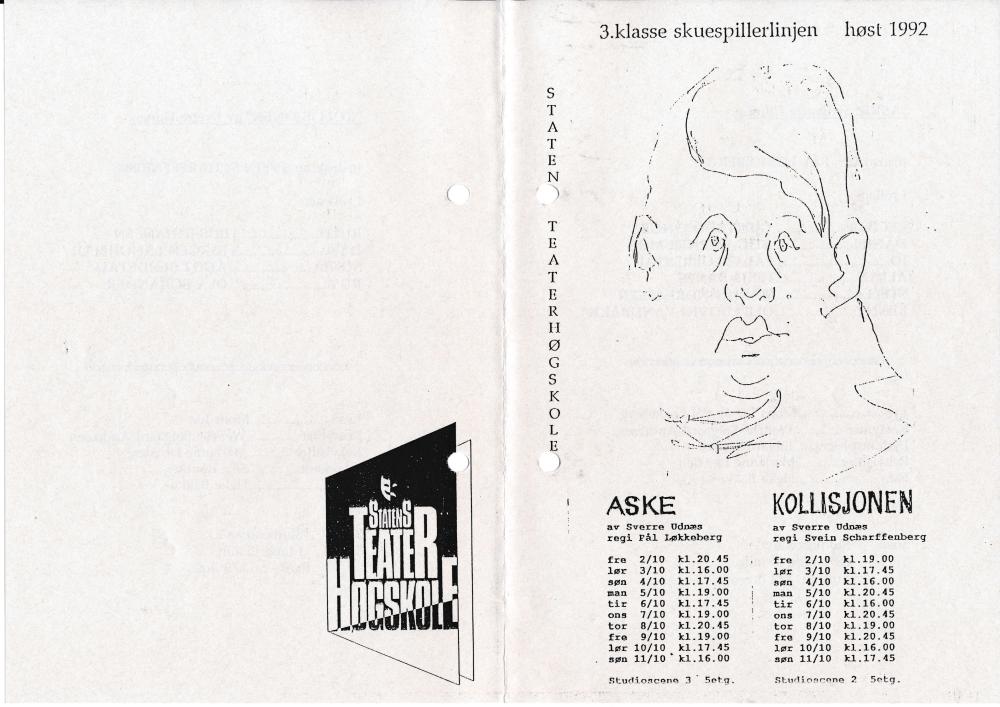 3.klasse skuespillerlinjen høst 1992
STATENS TEATERHØGSKOLE
STATENS
TEATER
HØGSKOLE
ASKE
av Sverre Udnæs
regi Pål Løkkeberg
fre 2/10 kl.20.45
lør 3/10 kl.16.00
søn 4/10 kl.17.45
man 5/10 kl.19.00
tir 6/10 kl.17.45
ons 7/10 kl.19.00
tor 8/10 kl.20.45
fre 9/10 kl.19.00
lør 10/10 kl.17.45
søn 11/10 kl.16.00
Studioscene 3 5etg.
KOLLISJONEN
av Sverre Udnæs
regi Svein Scharffenberg
fre 2/10 kl.19.00
lør 3/10 kl.17.45
søn 4/10 kl.16.00
man 5/10 kl.20.45
tir 6/10 kl.16.00
ons 7/10 kl.20.45
tor 8/10 kl.19.00
fre 9/10 kl.20.45
lør 10/10 kl.16.00
søn 11/10 kl.17.45
Studioscene 2 5etg.